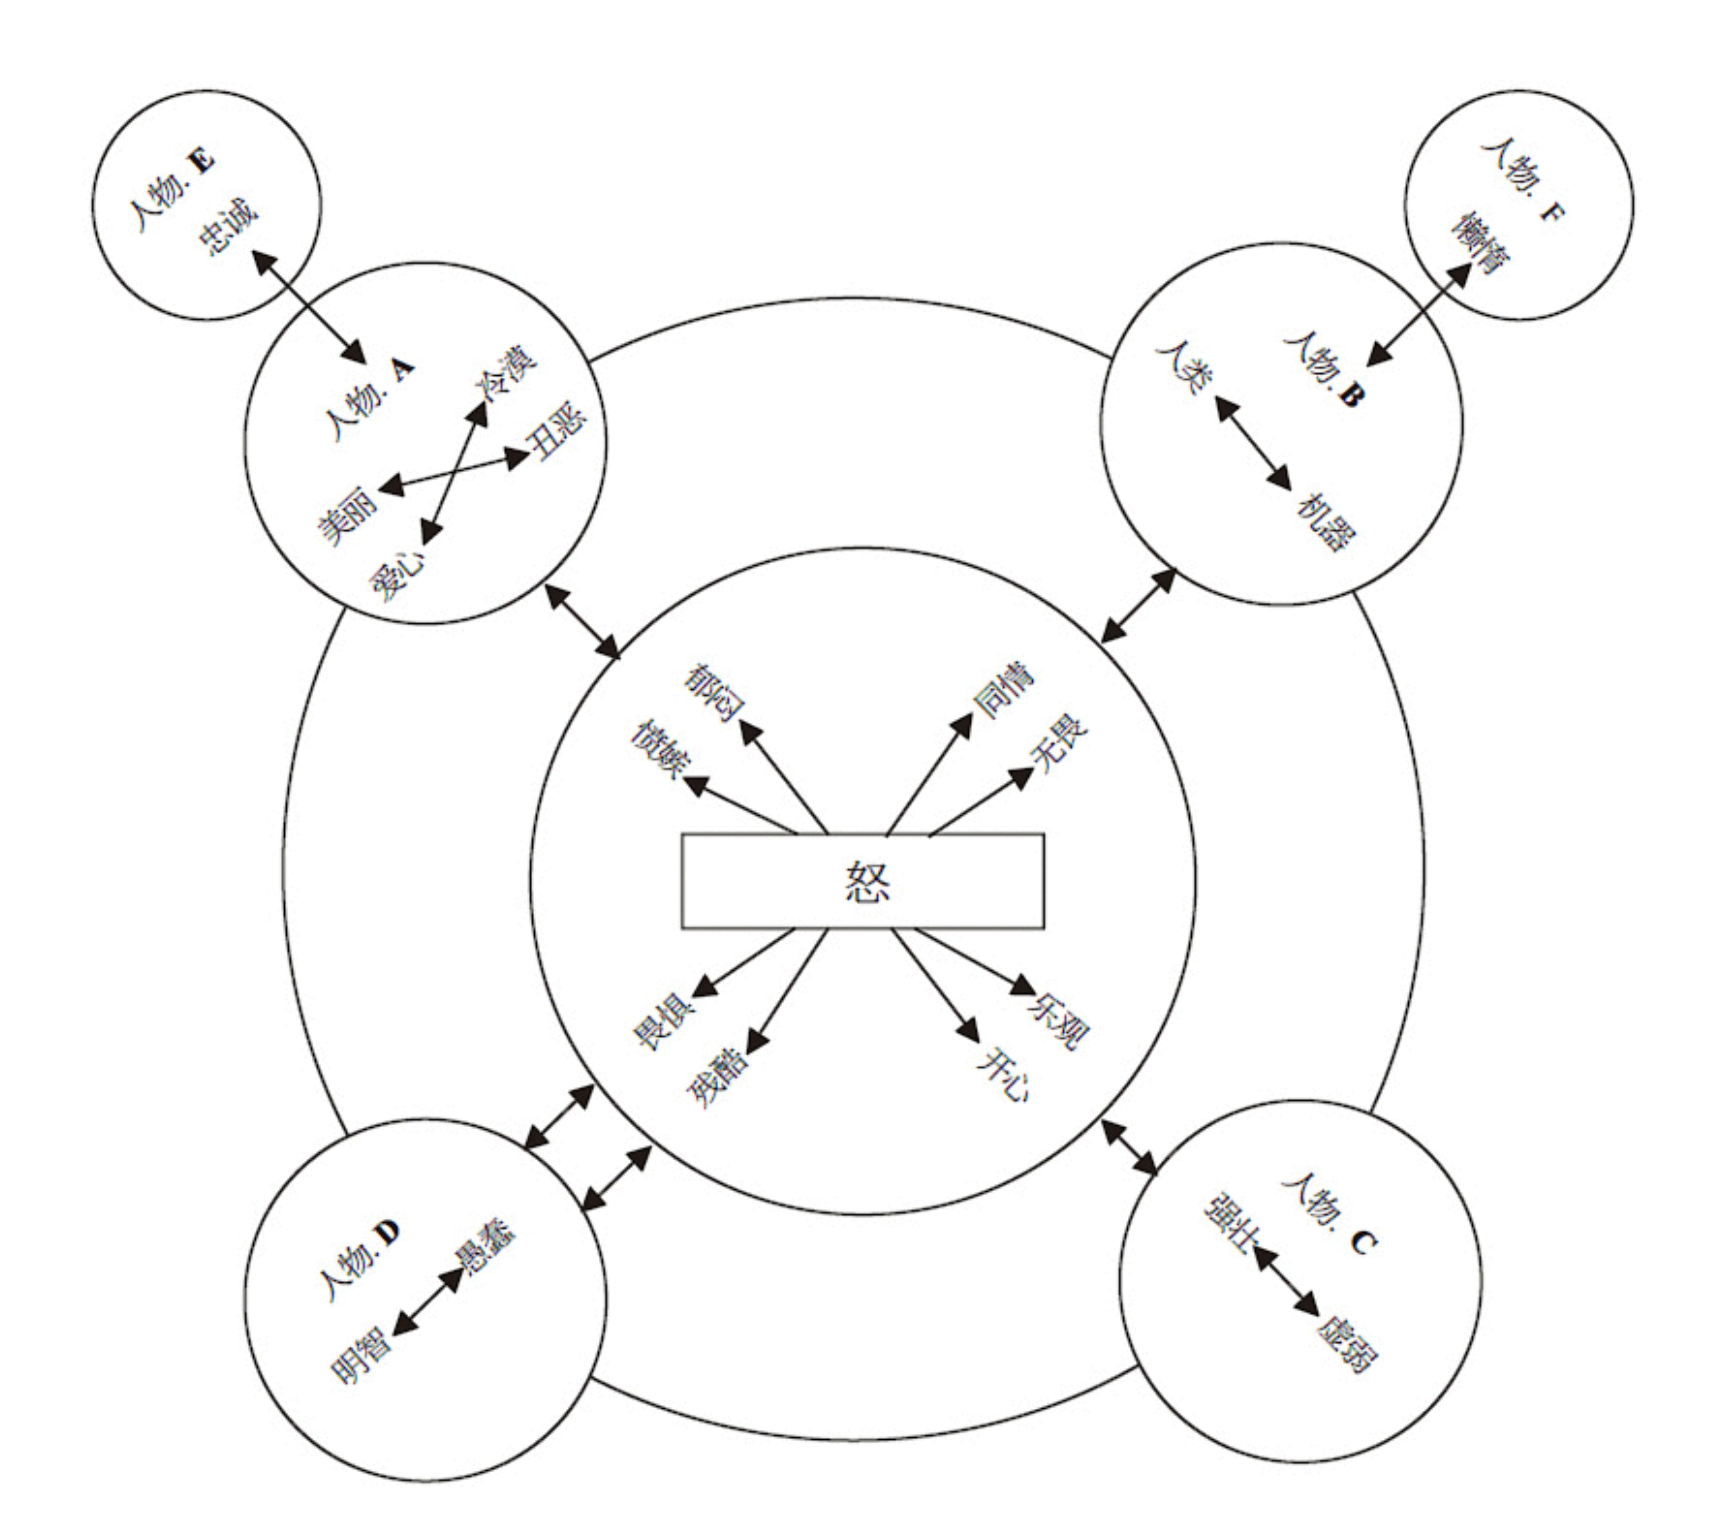 人物. E
忠诚
人物. F
懒惰
人物. A
冷漠
丑恶
美丽
爱心
人物. B
人类
机器
郁闷
愤嫉
同情
无畏
怒
畏惧
残酷
乐观
开心
人物. D
愚蠢
明智
人物. C
强壮
虚弱